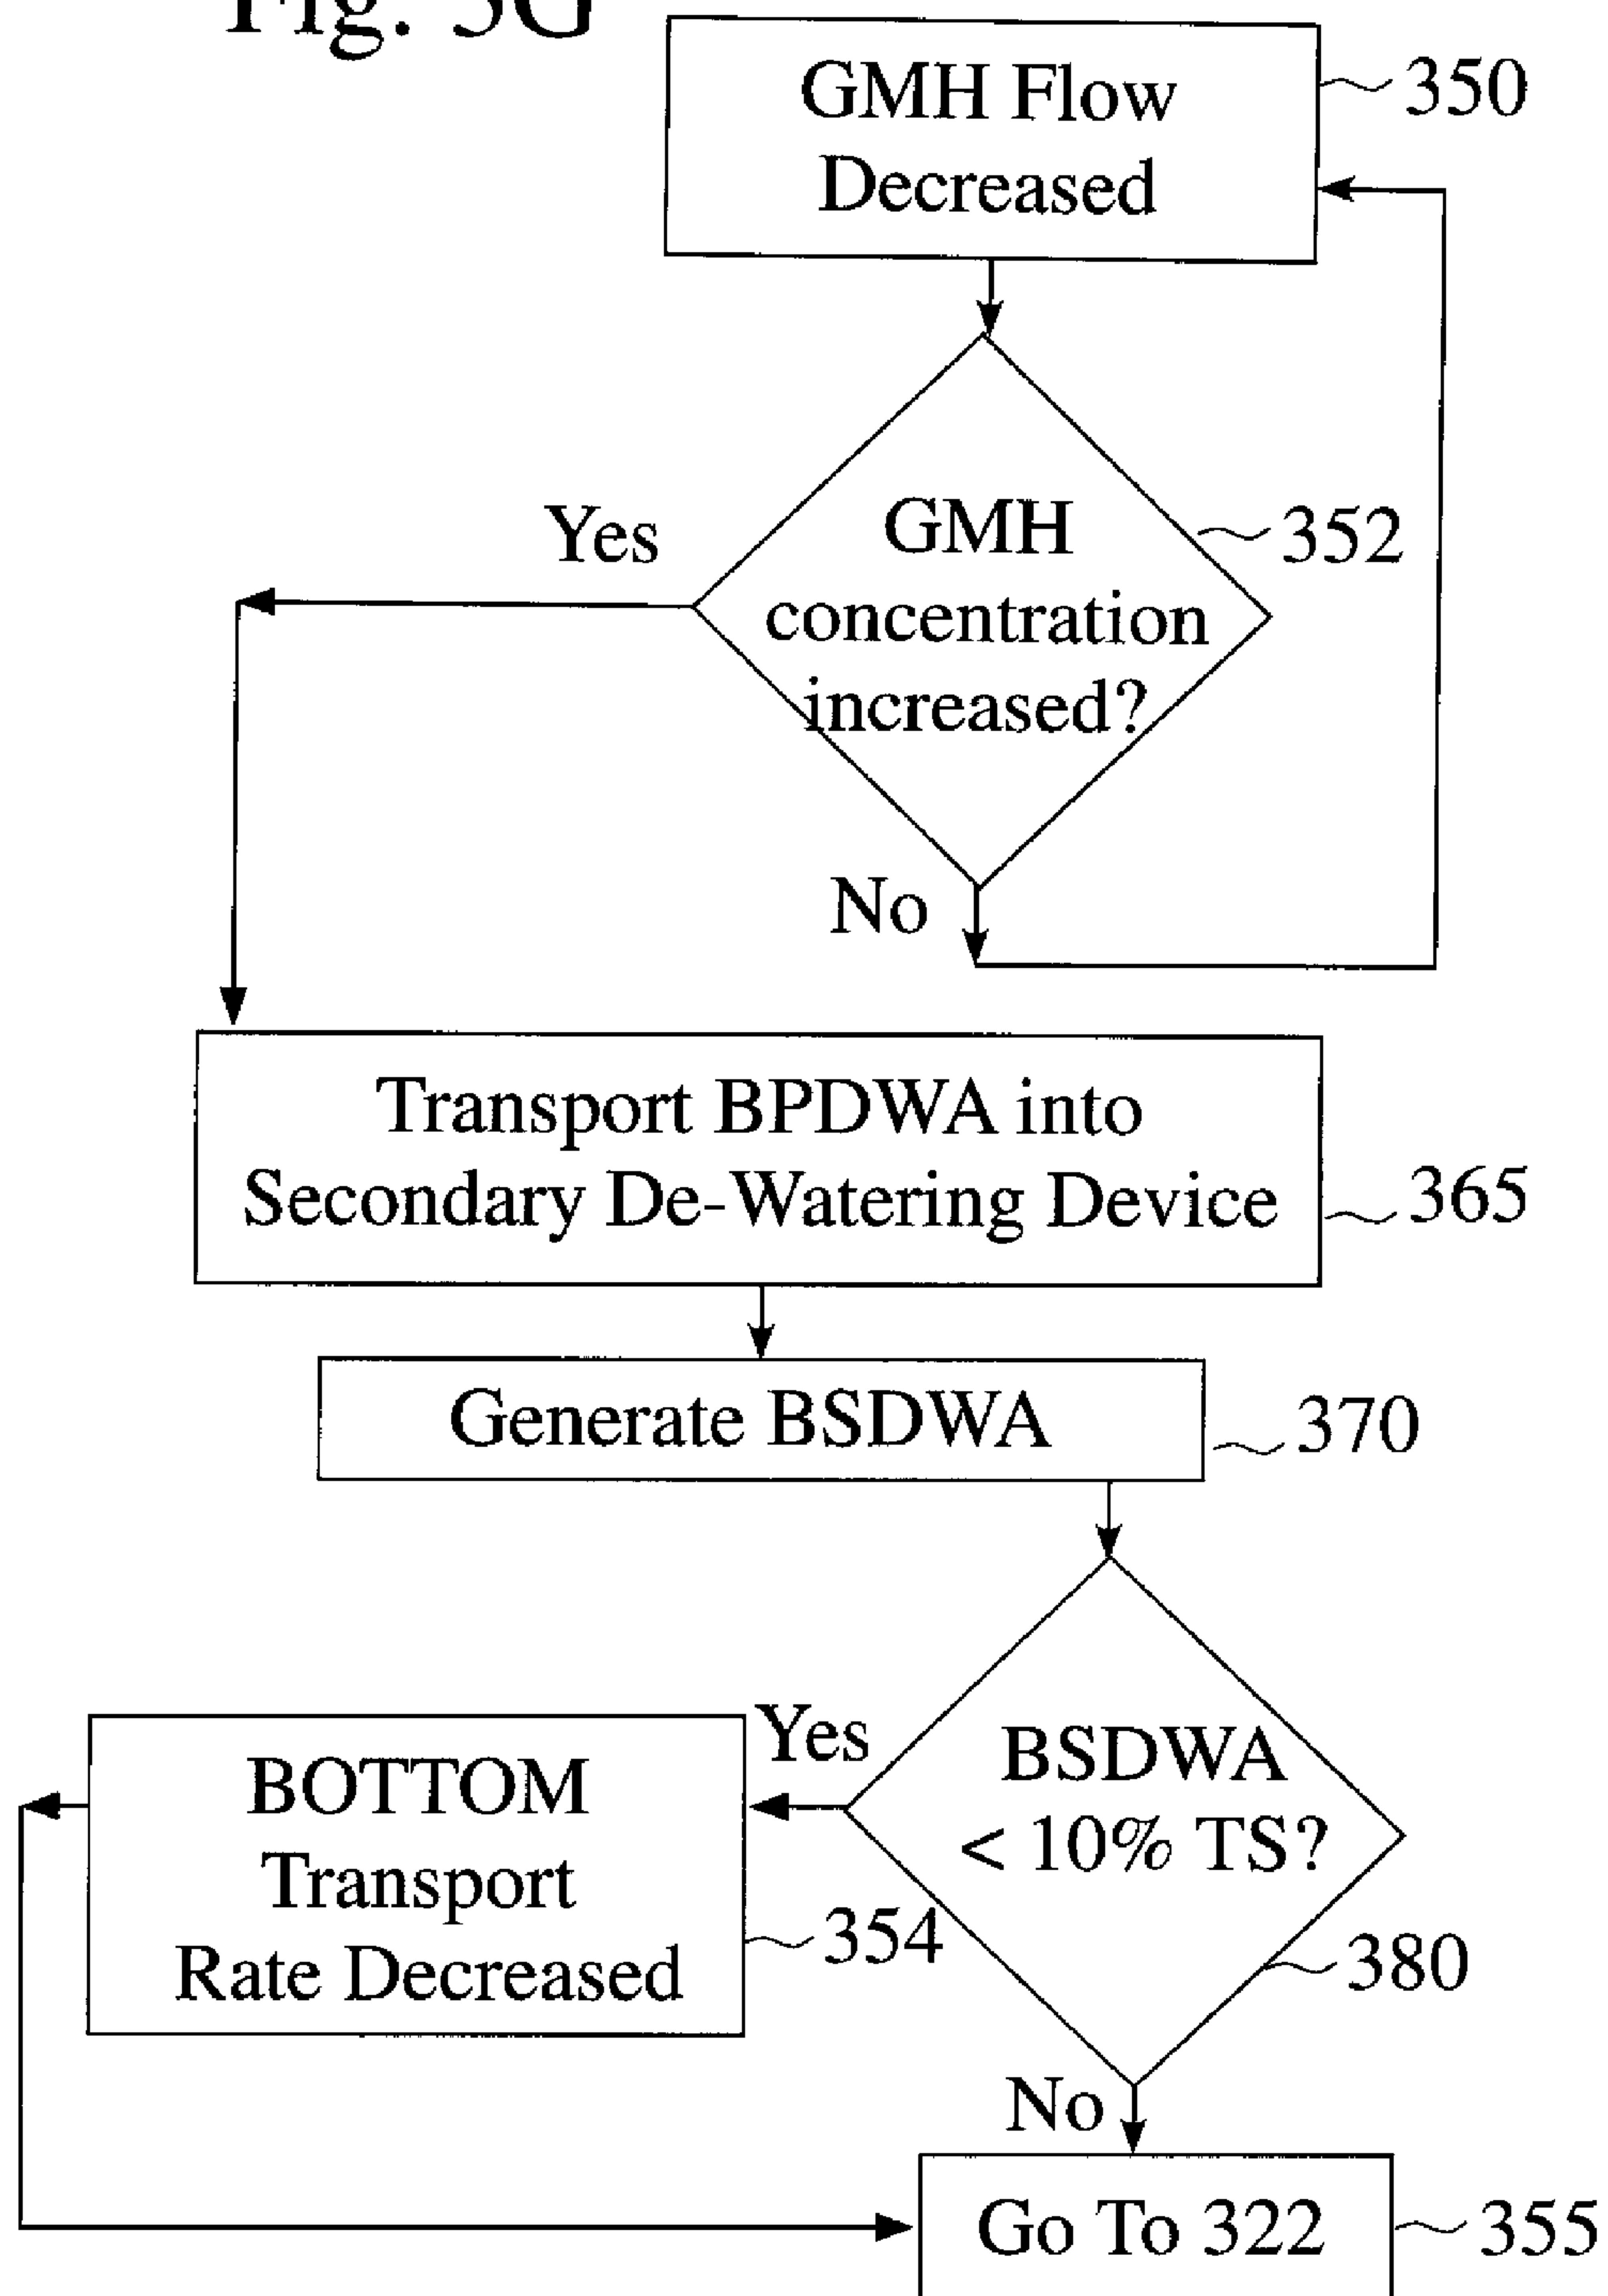 Fig. 5G
GMH Flow
Decreased
350
GMH
concentration
increased?
352
Yes
No
Transport BPDWA into
Secondary De-Watering Device
365
Generate BSDWA
370
BSDWA
< 10% TS?
380
Yes
BOTTOM
Transport
Rate Decreased
354
No
Go To 322
355